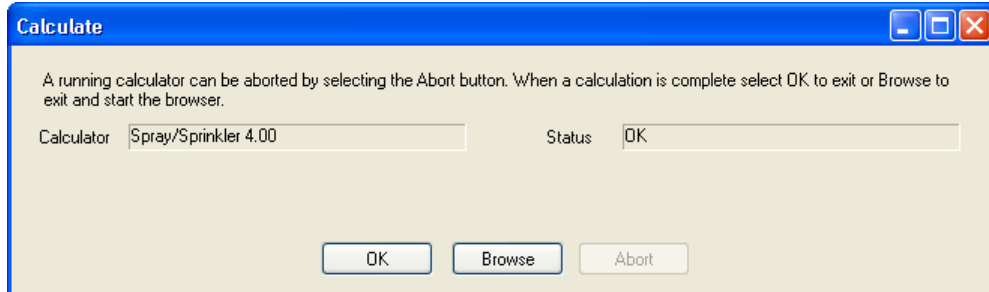 Calculate
A running calculator can be aborted by selecting the Abort button. When a calculation is complete select OK to exit or Browse to
exit and start the browser.
Calculator Spray/Sprinkler 4.00 Status OK
OK Browse Abort